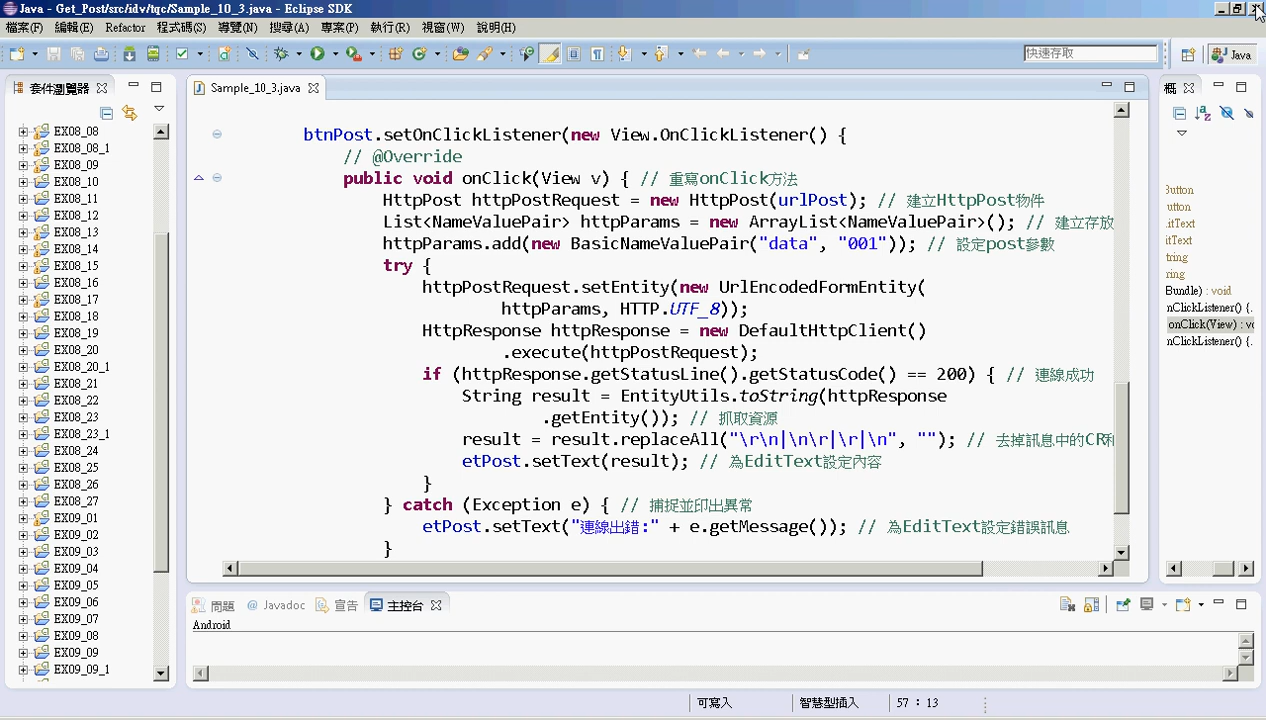 Java - Get_Post/src/idv/tqc/Sample_10_3.java - Eclipse SDK
檔案(F) 編輯(E) Refactor 程式碼(S) 導覽(N) 搜尋(A) 專案(P) 執行(R) 視窗(W) 說明(H)
快速存取 Java
套件瀏覽器
Sample_10_3.java
概
EX08_08
EX08_08_1
EX08_09
EX08_10
EX08_11
EX08_12
EX08_13
EX08_14
EX08_15
EX08_16
EX08_17
EX08_18
EX08_19
EX08_20
EX08_20_1
EX08_21
EX08_22
EX08_23
EX08_23_1
EX08_24
EX08_25
EX08_26
EX08_27
EX09_01
EX09_02
EX09_03
EX09_04
EX09_05
EX09_06
EX09_07
EX09_08
EX09_09
EX09_09_1
btnPost.setOnClickListener(new View.OnClickListener() {
// @Override
public void onClick(View v) { // 重寫onClick方法
HttpPost httpPostRequest = new HttpPost(urlPost); // 建立HttpPost物件
List<NameValuePair> httpParams = new ArrayList<NameValuePair>(); // 建立存放
httpParams.add(new BasicNameValuePair("data", "001")); // 設定post參數
try {
httpPostRequest.setEntity(new UrlEncodedFormEntity(
httpParams, HTTP.UTF_8));
HttpResponse httpResponse = new DefaultHttpClient()
.execute(httpPostRequest);
if (httpResponse.getStatusLine().getStatusCode() == 200) { // 連線成功
String result = EntityUtils.toString(httpResponse
.getEntity()); // 抓取資源
result = result.replaceAll("\r\n|\n\r|\r|\n", ""); // 去掉訊息中的CR和
etPost.setText(result); // 為EditText設定內容
}
} catch (Exception e) { // 捕捉並印出異常
etPost.setText("連線出錯:" + e.getMessage()); // 為EditText設定錯誤訊息
}
Button
utton
itText
itText
tring
ring
Bundle) : void
nClickListener() {.
onClick(View) : vo
nClickListener() {.
問題 @ Javadoc 宣告 主控台
Android
可寫入 智慧型插入 57 : 13